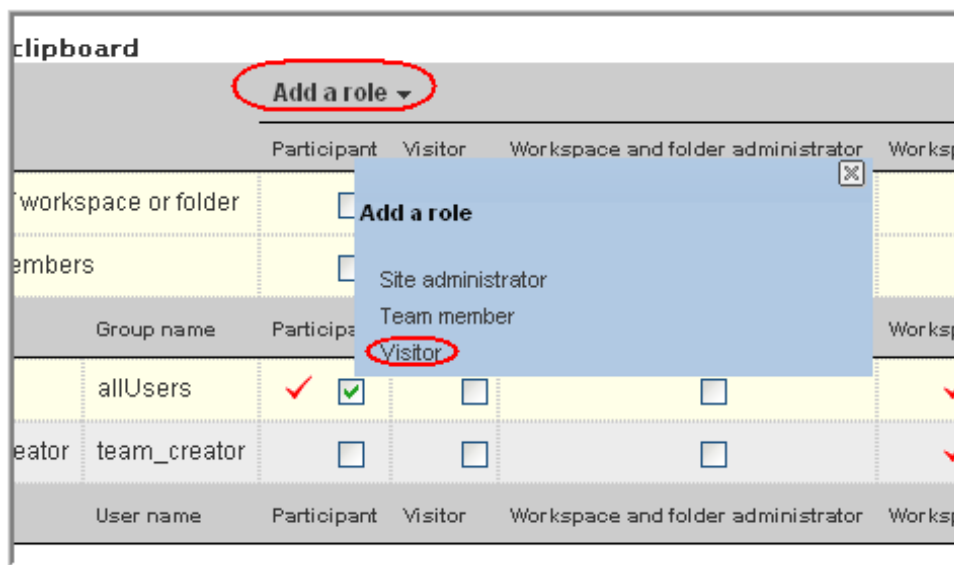 clipboard
Add a role
Participant Visitor Workspace and folder administrator Worksp
workspace or folder
Add a role
embers
Site administrator
Team member
Group name Participa Worksp
Visitor
allUsers
eator team_creator
User name Participant Visitor Workspace and folder administrator Worksp